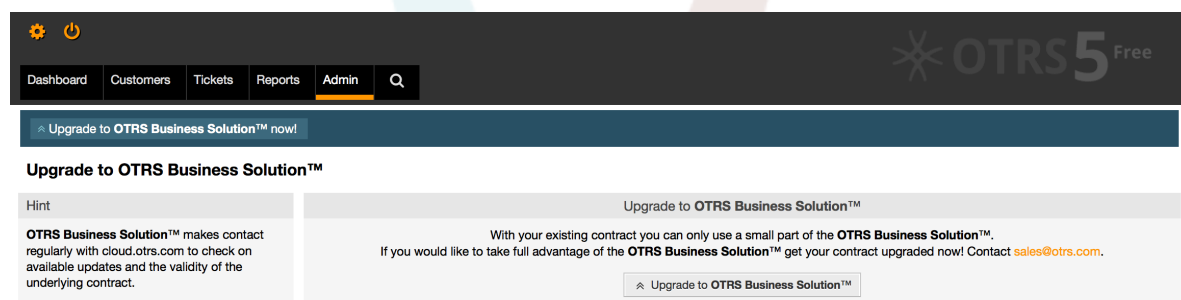 OTRS 5 Free
Dashboard Customers Tickets Reports Admin
Upgrade to OTRS Business Solution™ now!
Upgrade to OTRS Business Solution™
Hint
OTRS Business Solution™ makes contact
regularly with cloud.otrs.com to check on
available updates and the validity of the
underlying contract.
Upgrade to OTRS Business Solution™
With your existing contract you can only use a small part of the OTRS Business Solution™.
If you would like to take full advantage of the OTRS Business Solution™ get your contract upgraded now! Contact sales@otrs.com.
Upgrade to OTRS Business Solution™